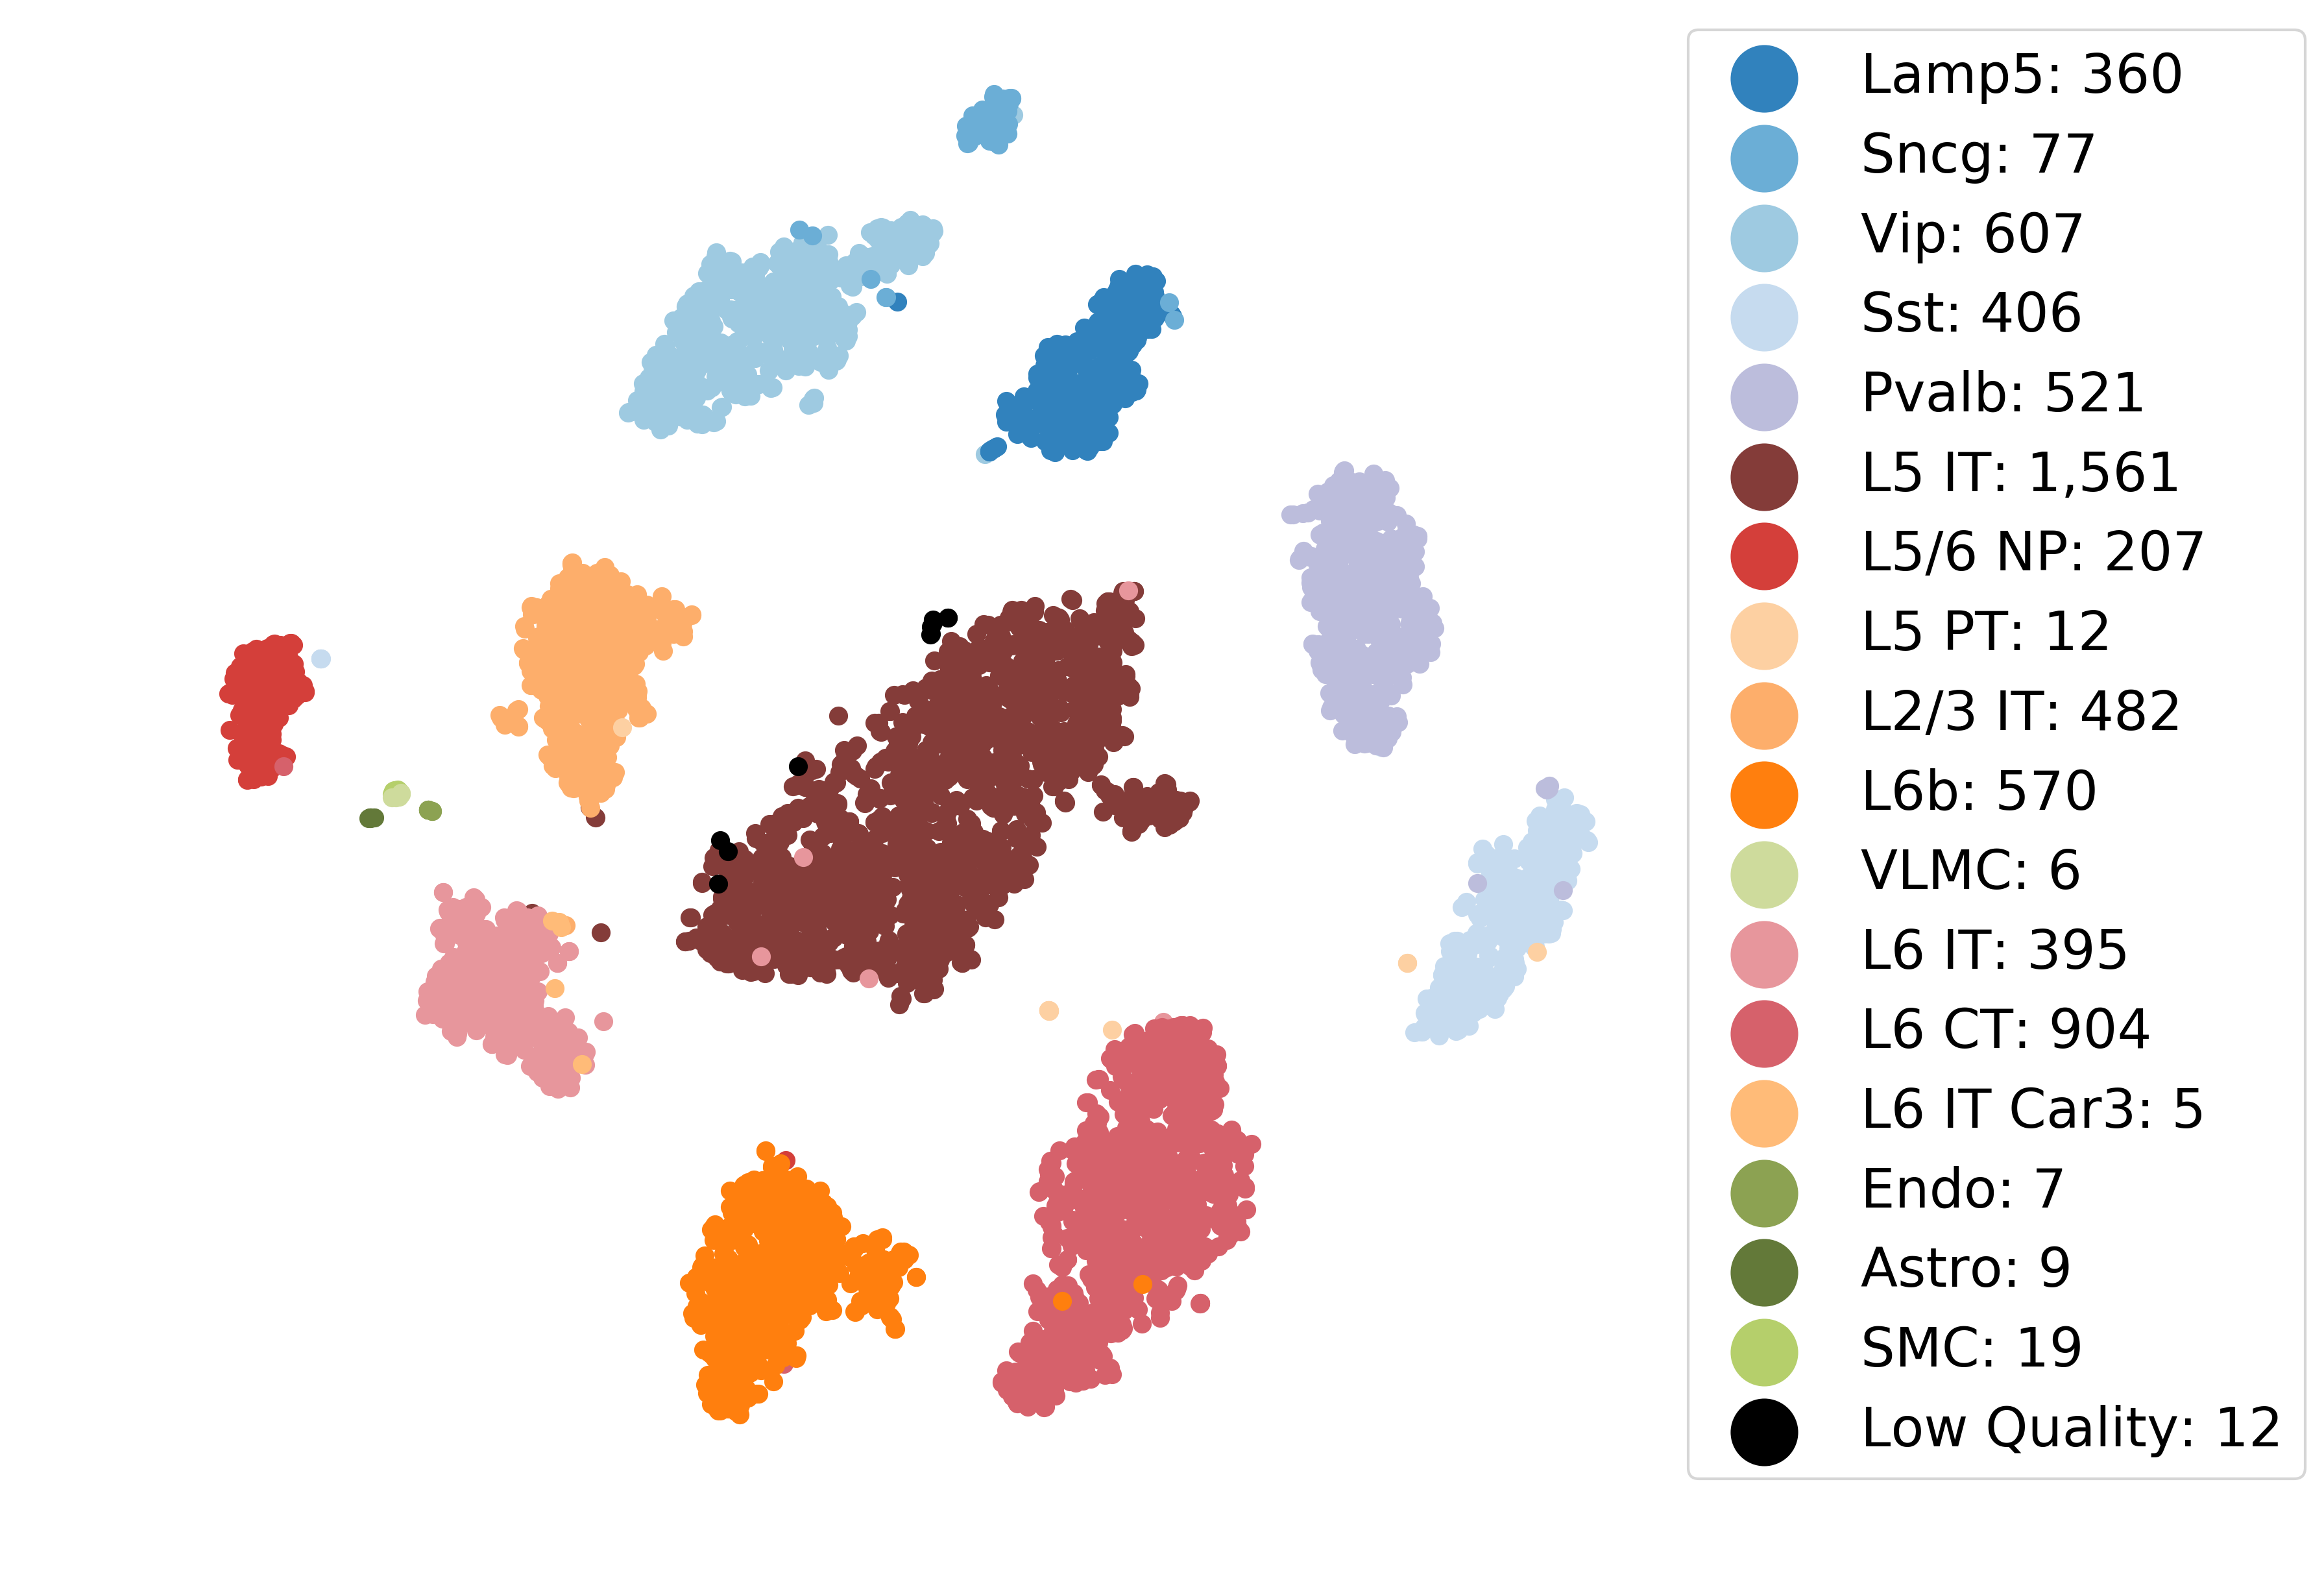 Lamp5: 360
Sncg: 77
Vip: 607
Sst: 406
Pvalb: 521
L5 IT: 1,561
L5/6 NP: 207
L5 PT: 12
L2/3 IT: 482
L6b: 570
VLMC: 6
L6 IT: 395
L6 CT: 904
L6 IT Car3: 5
Endo: 7
Astro: 9
SMC: 19
Low Quality: 12